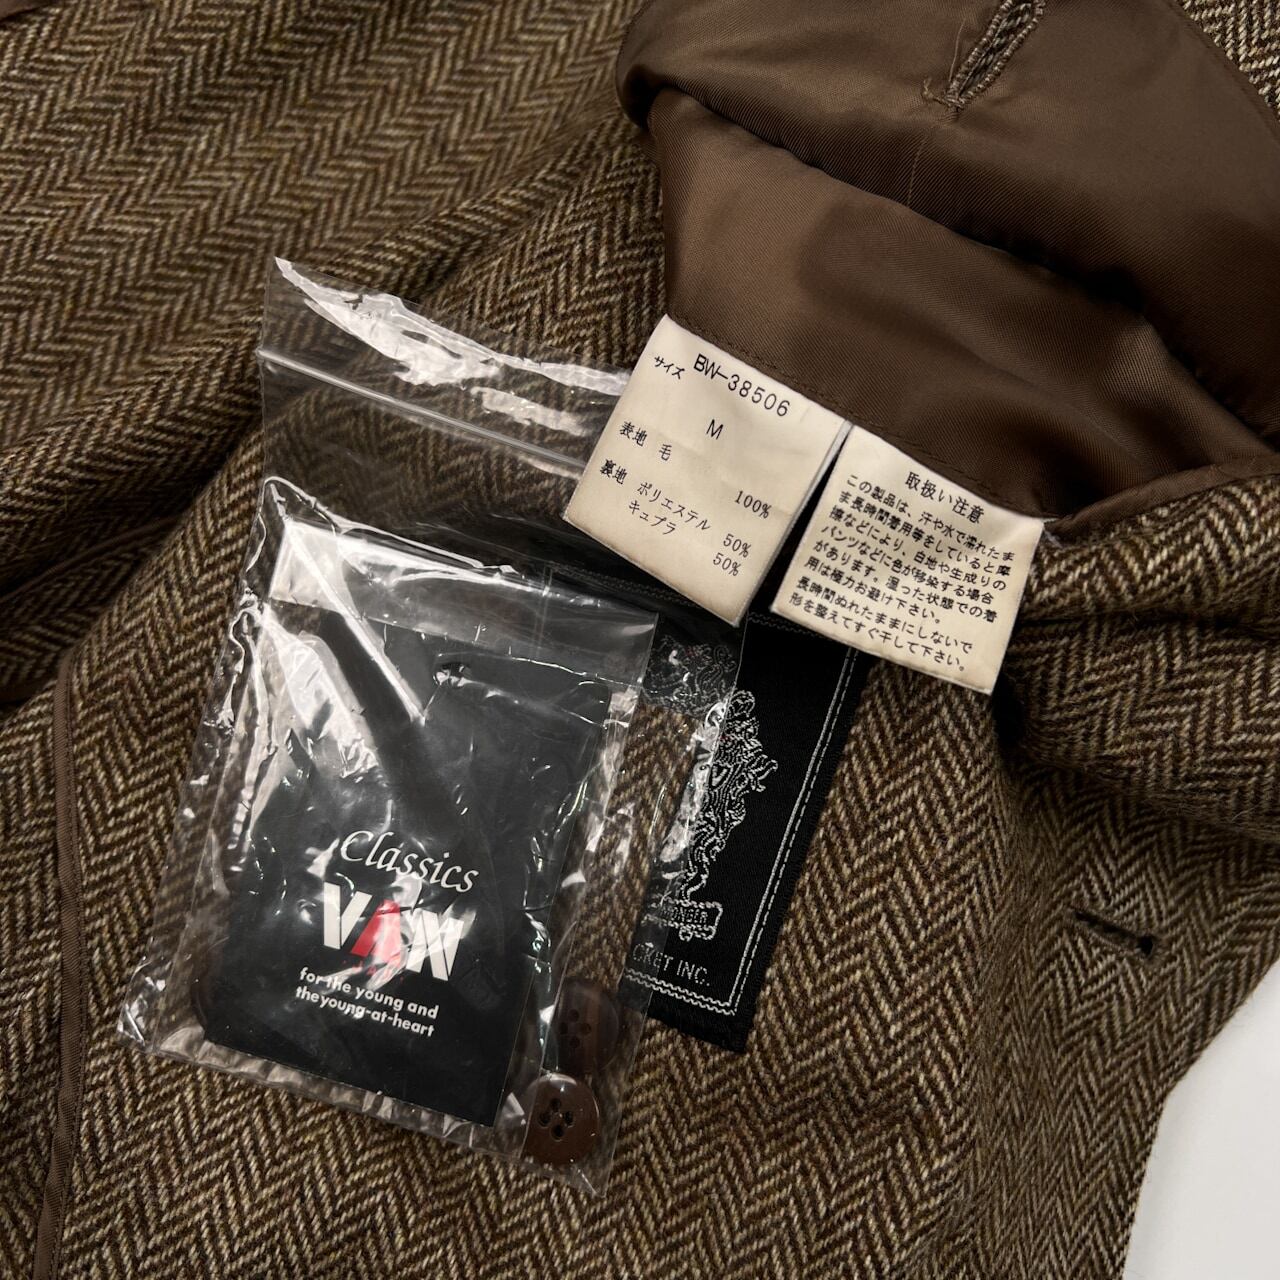 サイズ BW-38506
M
表地 毛 100%
裏地 ポリエステル 50%
キュプラ 50%
取扱い注意
この製品は、汗や水で濡れたま
ま長時間着用等をしていると摩
擦などにより、白地や生成りの
パンツなどに色が移染する場合
があります。湿った状態での着
用は極力お避け下さい。
長時間ぬれたままにしないで
形を整えてすぐ干して下さい。
Classics
VAN
for the young and
the young-at-heart
CKET INC.